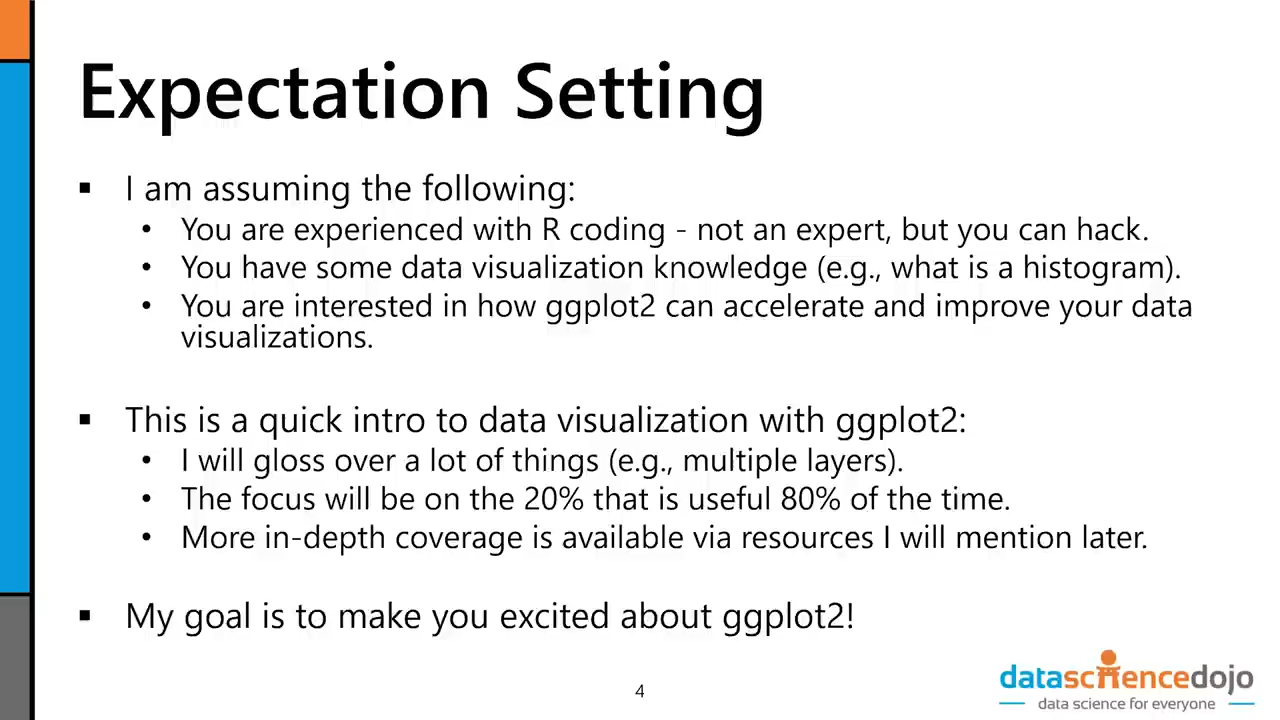 Expectation Setting
▪ I am assuming the following:
• You are experienced with R coding - not an expert, but you can hack.
• You have some data visualization knowledge (e.g., what is a histogram).
• You are interested in how ggplot2 can accelerate and improve your data
visualizations.
▪ This is a quick intro to data visualization with ggplot2:
• I will gloss over a lot of things (e.g., multiple layers).
• The focus will be on the 20% that is useful 80% of the time.
• More in-depth coverage is available via resources I will mention later.
▪ My goal is to make you excited about ggplot2!
4
datasciencedojo
data science for everyone